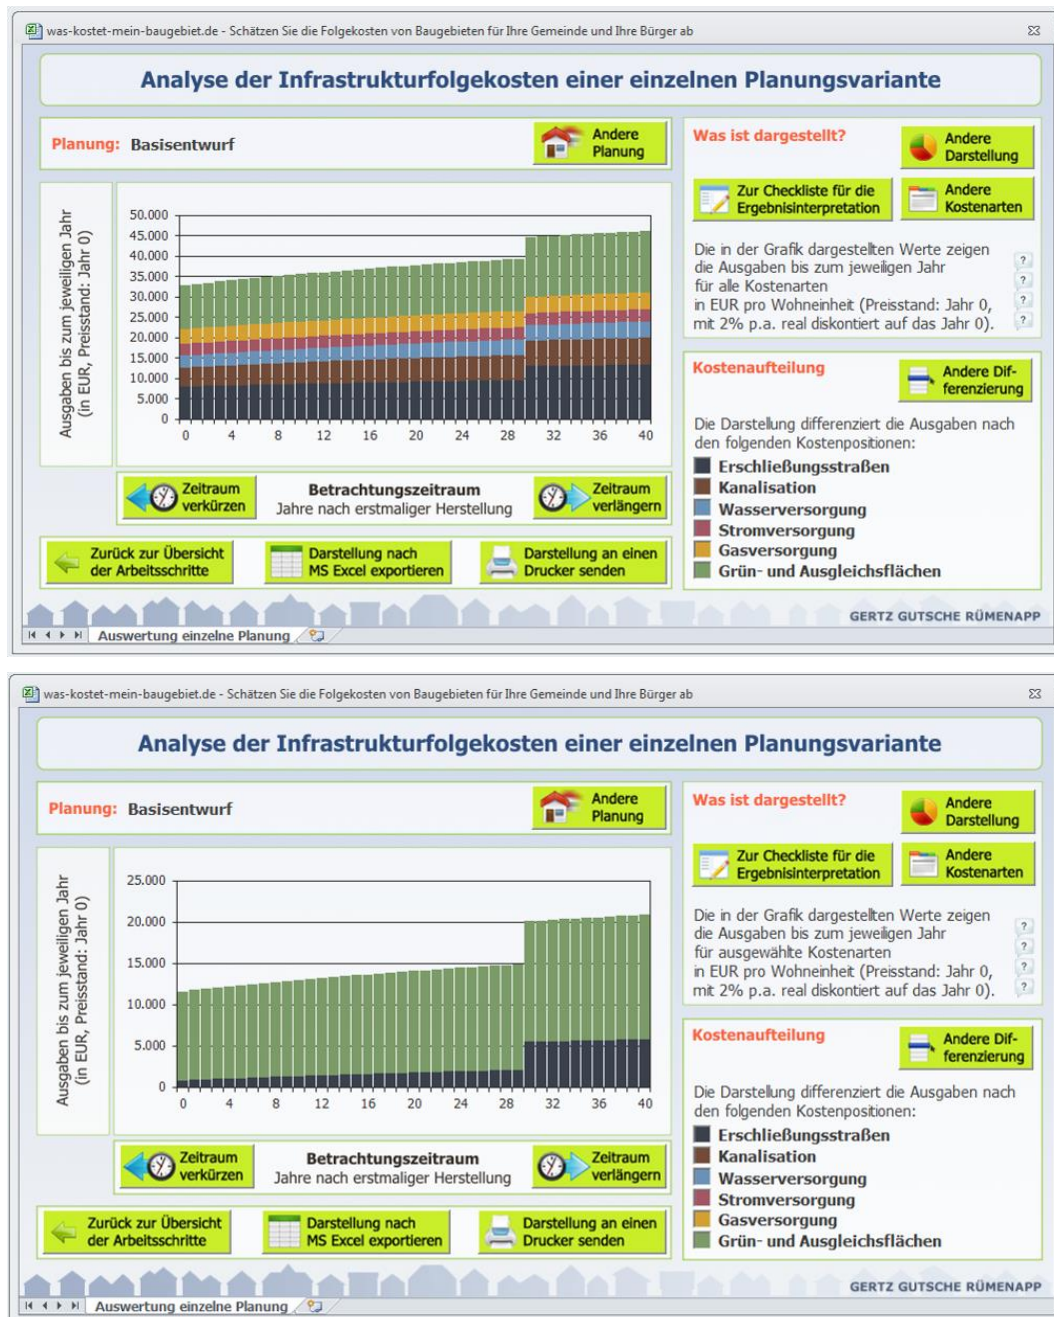 was-kostet-mein-baugebiet.de - Schätzen Sie die Folgekosten von Baugebieten für Ihre Gemeinde und Ihre Bürger ab
Analyse der Infrastrukturfolgekosten einer einzelnen Planungsvariante
Planung: Basisentwurf
Andere
Planung
Was ist dargestellt?
Andere
Darstellung
Zur Checkliste für die
Ergebnisinterpretation
Andere
Kostenarten
Ausgaben bis zum jeweiligen Jahr
(in EUR, Preisstand: Jahr 0)
50.000
45.000
40.000
35.000
30.000
25.000
20.000
15.000
10.000
5.000
0
0 4 8 12 16 20 24 28 32 36 40
Die in der Grafik dargestellten Werte zeigen
die Ausgaben bis zum jeweiligen Jahr
für alle Kostenarten
in EUR pro Wohneinheit (Preisstand: Jahr 0,
mit 2% p.a. real diskontiert auf das Jahr 0).
?
?
?
?
Kostenaufteilung
Andere Dif-
ferenzierung
Die Darstellung differenziert die Ausgaben nach
den folgenden Kostenpositionen:
Erschließungsstraßen
Kanalisation
Wasserversorgung
Stromversorgung
Gasversorgung
Grün- und Ausgleichsflächen
Zeitraum
verkürzen
Betrachtungszeitraum
Jahre nach erstmaliger Herstellung
Zeitraum
verlängern
Zurück zur Übersicht
der Arbeitsschritte
Darstellung nach
MS Excel exportieren
Darstellung an einen
Drucker senden
GERTZ GUTSCHE RÜMENAPP
Auswertung einzelne Planung
was-kostet-mein-baugebiet.de - Schätzen Sie die Folgekosten von Baugebieten für Ihre Gemeinde und Ihre Bürger ab
Analyse der Infrastrukturfolgekosten einer einzelnen Planungsvariante
Planung: Basisentwurf
Andere
Planung
Was ist dargestellt?
Andere
Darstellung
Zur Checkliste für die
Ergebnisinterpretation
Andere
Kostenarten
Ausgaben bis zum jeweiligen Jahr
(in EUR, Preisstand: Jahr 0)
25.000
20.000
15.000
10.000
5.000
0
0 4 8 12 16 20 24 28 32 36 40
Die in der Grafik dargestellten Werte zeigen
die Ausgaben bis zum jeweiligen Jahr
für ausgewählte Kostenarten
in EUR pro Wohneinheit (Preisstand: Jahr 0,
mit 2% p.a. real diskontiert auf das Jahr 0).
?
?
?
?
Kostenaufteilung
Andere Dif-
ferenzierung
Die Darstellung differenziert die Ausgaben nach
den folgenden Kostenpositionen:
Erschließungsstraßen
Kanalisation
Wasserversorgung
Stromversorgung
Gasversorgung
Grün- und Ausgleichsflächen
Zeitraum
verkürzen
Betrachtungszeitraum
Jahre nach erstmaliger Herstellung
Zeitraum
verlängern
Zurück zur Übersicht
der Arbeitsschritte
Darstellung nach
MS Excel exportieren
Darstellung an einen
Drucker senden
GERTZ GUTSCHE RÜMENAPP
Auswertung einzelne Planung